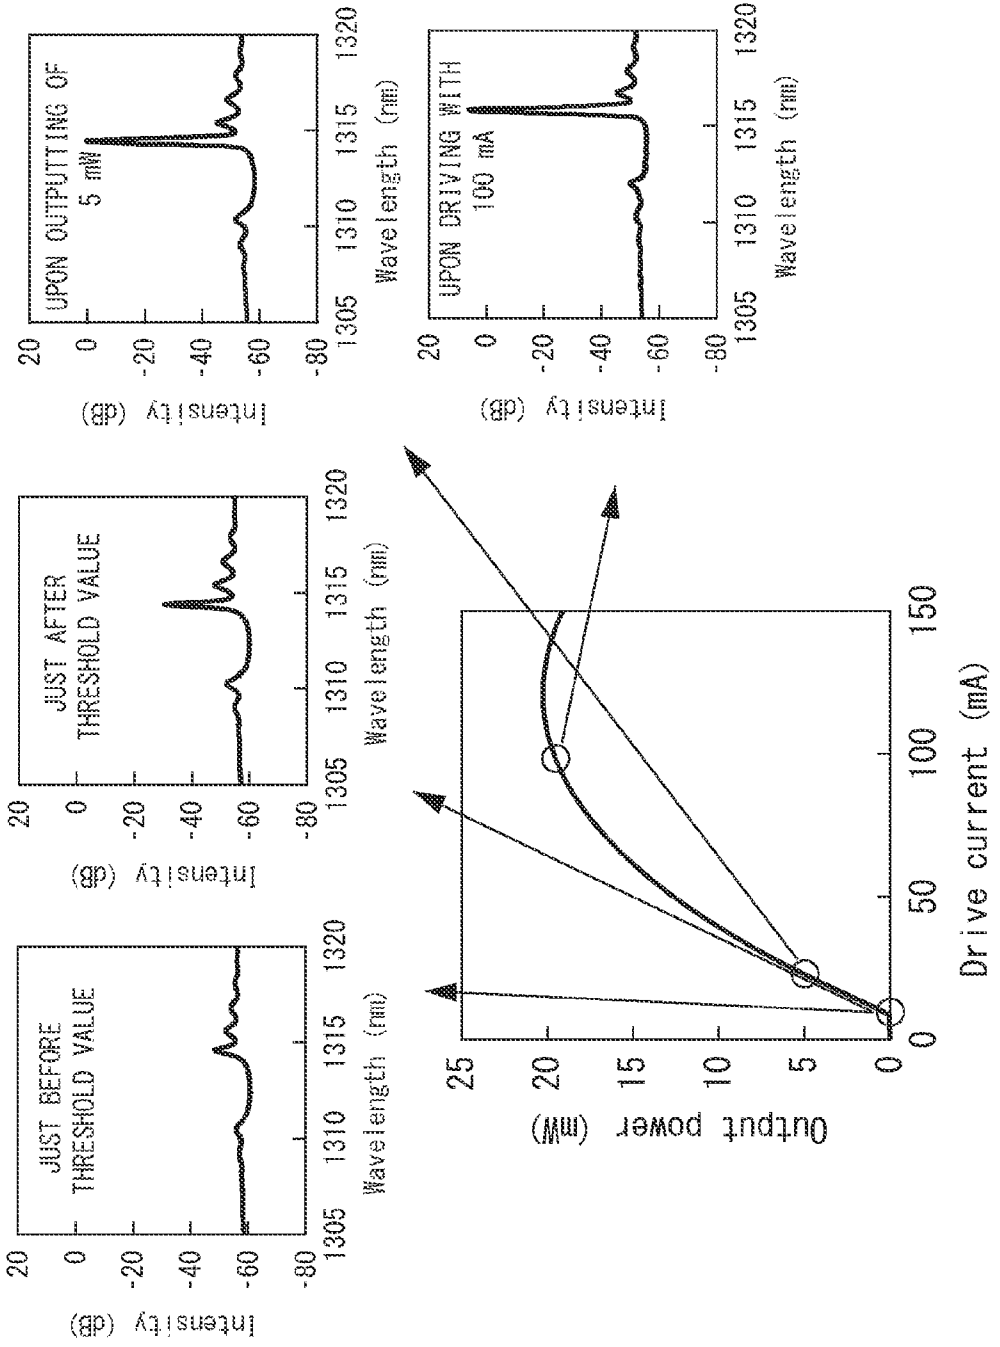 JUST BEFORE
THRESHOLD VALUE
20
0
-20
-40
-60
-80
Intensity (dB)
1305
1310
1315
1320
Wavelength (nm)
JUST AFTER
THRESHOLD VALUE
20
0
-20
-40
-60
-80
Intensity (dB)
1305
1310
1315
1320
Wavelength (nm)
UPON OUTPUTTING OF
5 mW
20
0
-20
-40
-60
-80
Intensity
(dB)
1305
1310
1315
1320
Wavelength (nm)
25
20
15
10
5
0
Output power (mW)
0
50
100
150
Drive current (mA)
UPON DRIVING WITH
100 mA
20
0
-20
-40
-60
-80
Intensity
(dB)
1305
1310
1315
1320
Wavelength (nm)